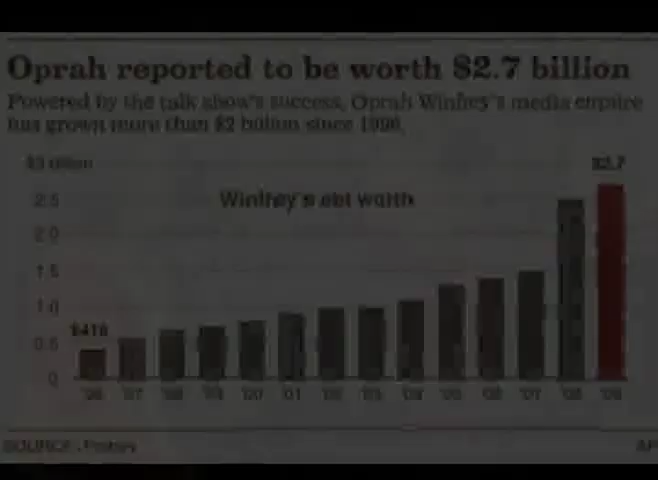 Oprah reported to be worth $2.7 billion
Powered by the talk show's success, Oprah Winfrey's media empire
has grown more than $2 billion since 1996.
$3 billion
$2.7
2.5
Winfrey's net worth
2.0
1.5
1.0
$416
0.5
0
'96 '97 '98 '99 '00 '01 '02 '03 '04 '05 '06 '07 '08 '09
SOURCE: Forbes AP